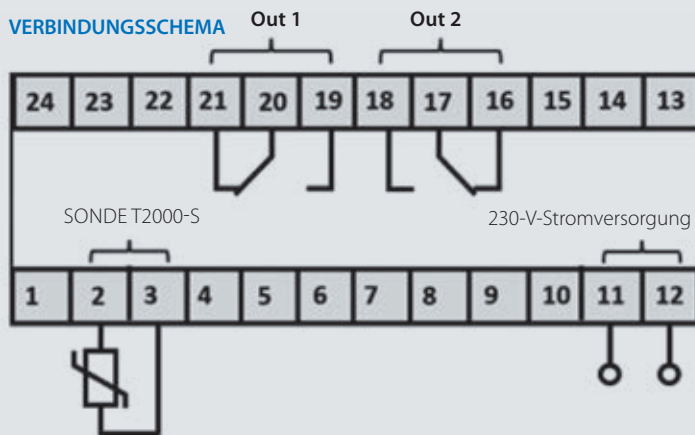 VERBINDUNGSSCHEMA Out 1 Out 2
24 23 22 21 20 19 18 17 16 15 14 13
SONDE T2000-S 230-V-Stromversorgung
1 2 3 4 5 6 7 8 9 10 11 12